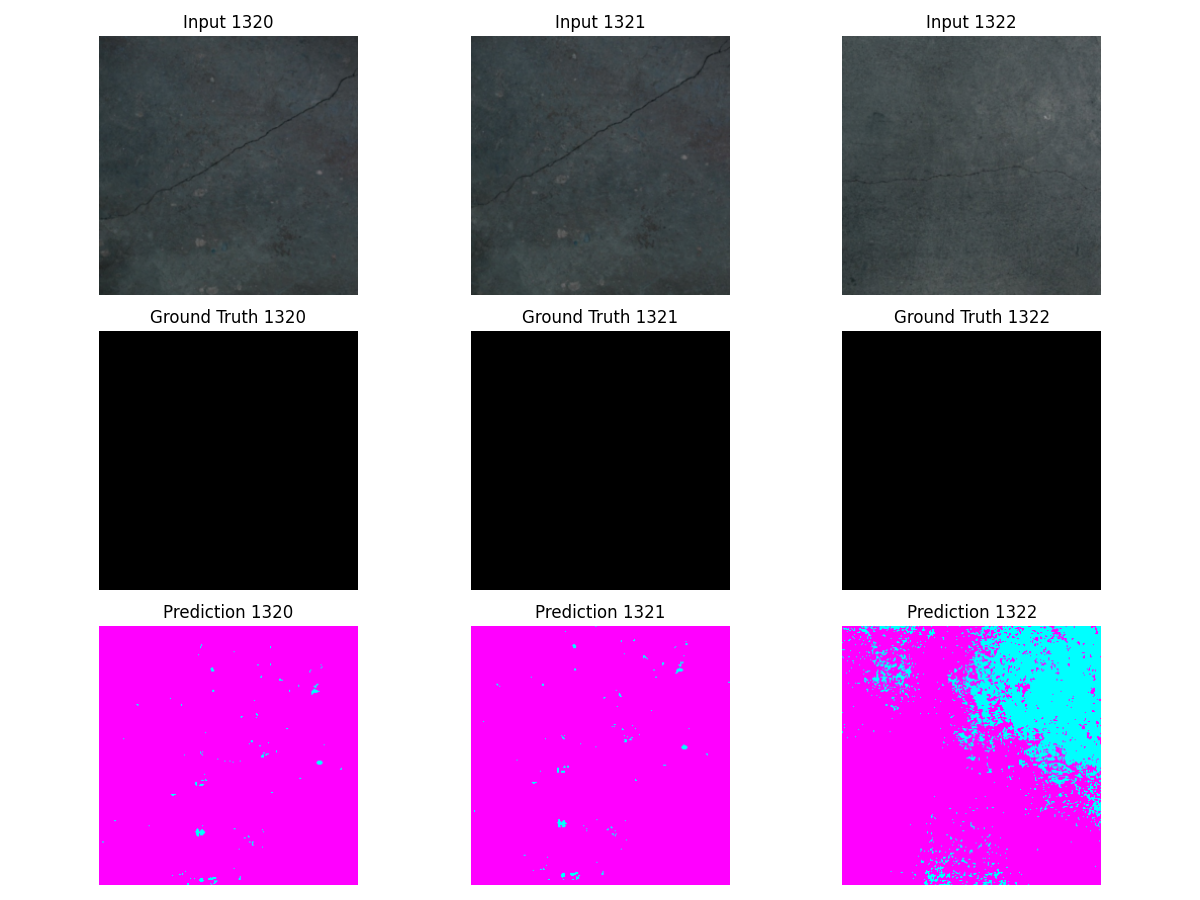 Input 1320
Input 1321
Input 1322
Ground Truth 1320
Ground Truth 1321
Ground Truth 1322
Prediction 1320
Prediction 1321
Prediction 1322